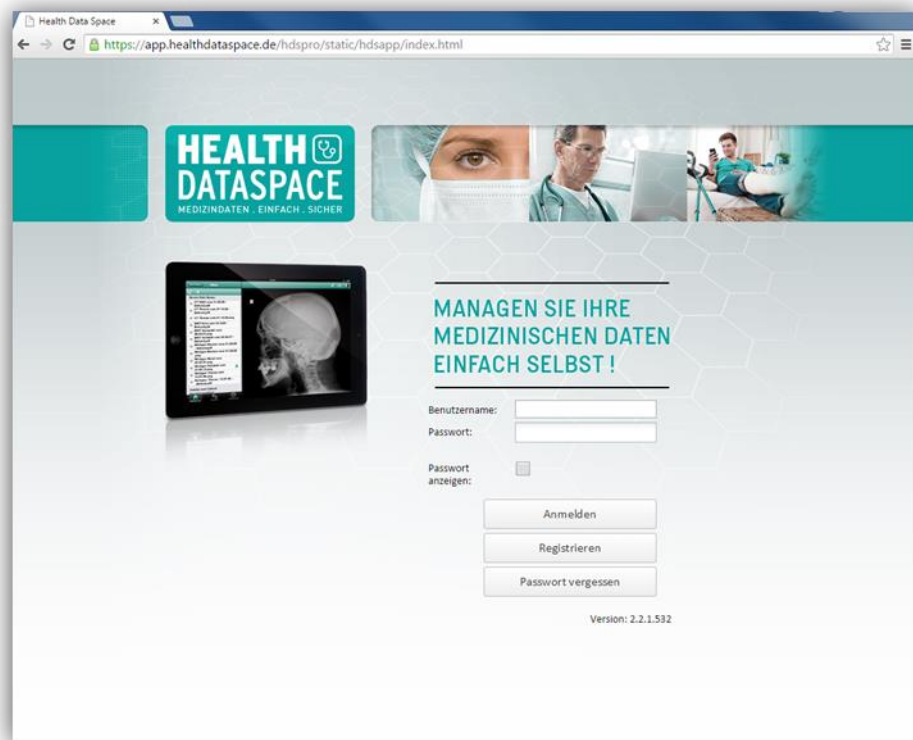 Health Data Space
https://app.healthdataspace.de/hdspro/static/hdsapp/index.html
HEALTH
DATASPACE
MEDIZINDATEN . EINFACH . SICHER
MANAGEN SIE IHRE
MEDIZINISCHEN DATEN
EINFACH SELBST !
Benutzername:
Passwort:
Passwort
anzeigen:
Anmelden
Registrieren
Passwort vergessen
Version: 2.2.1.532